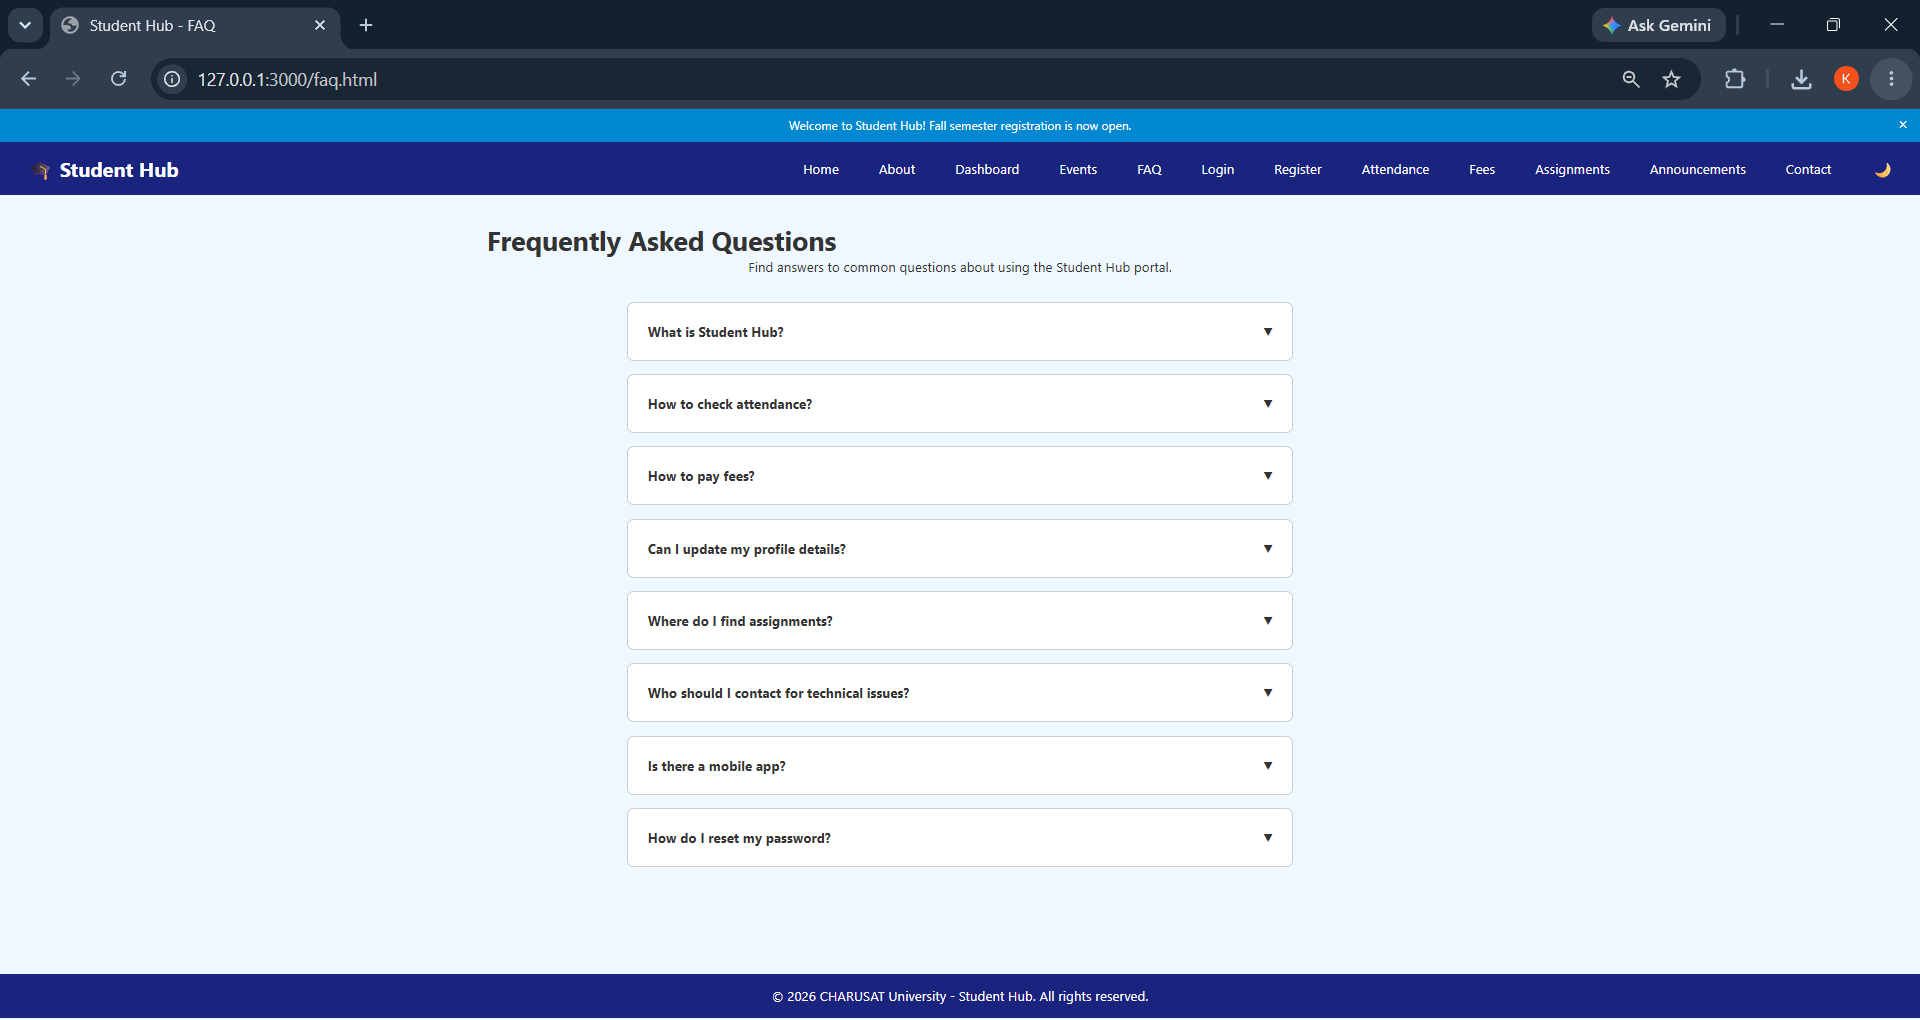 Student Hub - FAQ
Ask Gemini
127.0.0.1:3000/faq.html
K
Welcome to Student Hub! Fall semester registration is now open.
Student Hub
Home About Dashboard Events FAQ Login Register Attendance Fees Assignments Announcements Contact
Frequently Asked Questions
Find answers to common questions about using the Student Hub portal.
What is Student Hub?
How to check attendance?
How to pay fees?
Can I update my profile details?
Where do I find assignments?
Who should I contact for technical issues?
Is there a mobile app?
How do I reset my password?
© 2026 CHARUSAT University - Student Hub. All rights reserved.